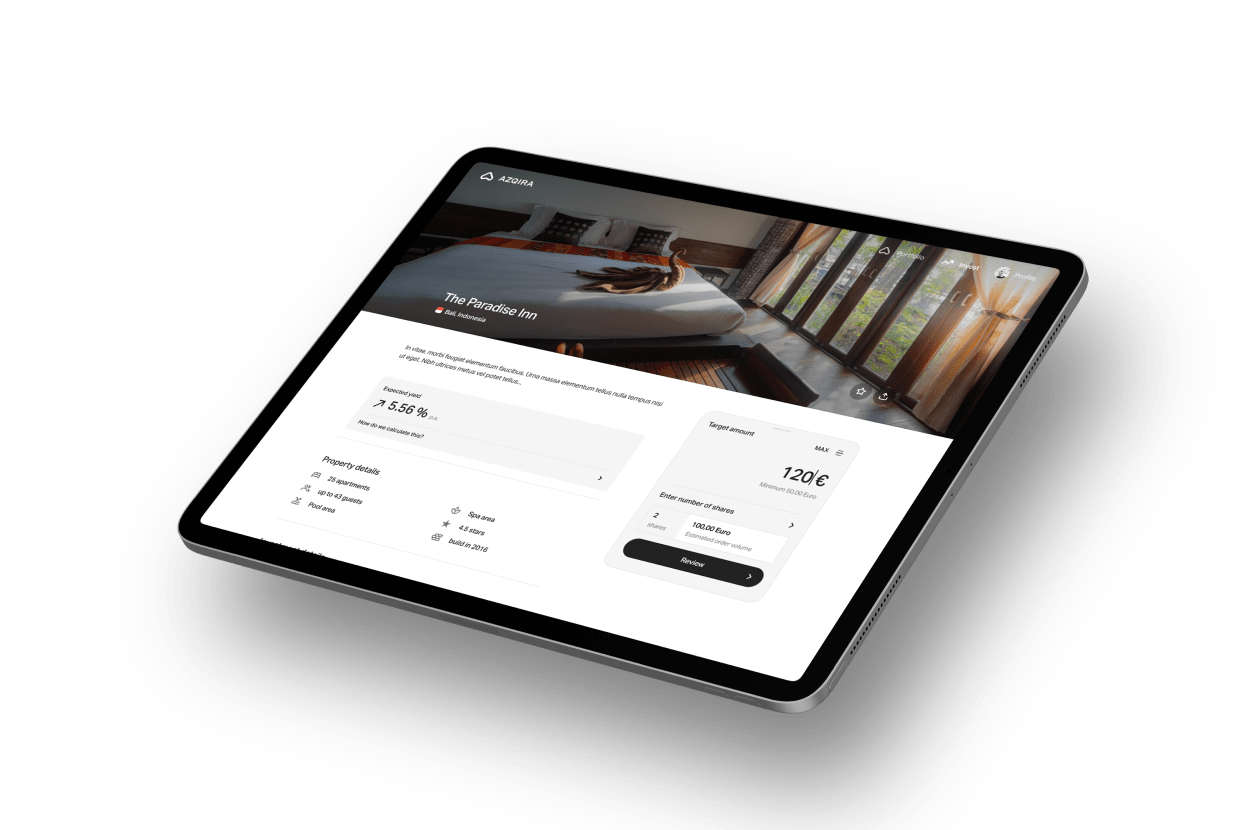 AZQIRA
Portfolio
Invest
Profile
The Paradise Inn
Bali, Indonesia
In vitae, morbi feugiat elementum faucibus. Urna massa elementum tellus nulla tempus nisi
ut eget. Nibh ultrices metus vel potet tellus...
Expected yield
5.56 % p.a.
How do we calculate this?
Property details
25 apartments
up to 43 guests
Pool area
Spa area
4.5 stars
build in 2016
Target amount
MAX
120|€
Minimum 50,00 Euro
Enter number of shares
2
shares
100,00 Euro
Estimated order volume
Review